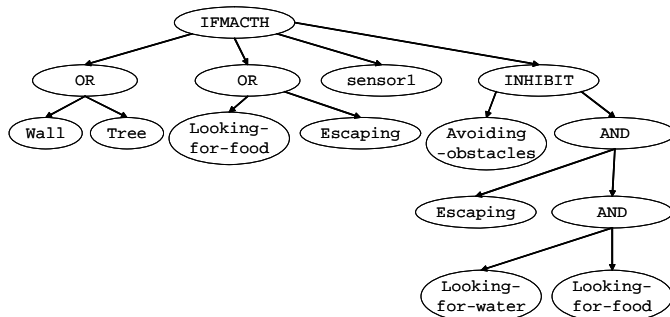 IFMACTH
OR
OR
sensor1
INHIBIT
Wall
Tree
Looking-
for-food
Escaping
Avoiding
-obstacles
AND
Escaping
AND
Looking-
for-water
Looking-
for-food